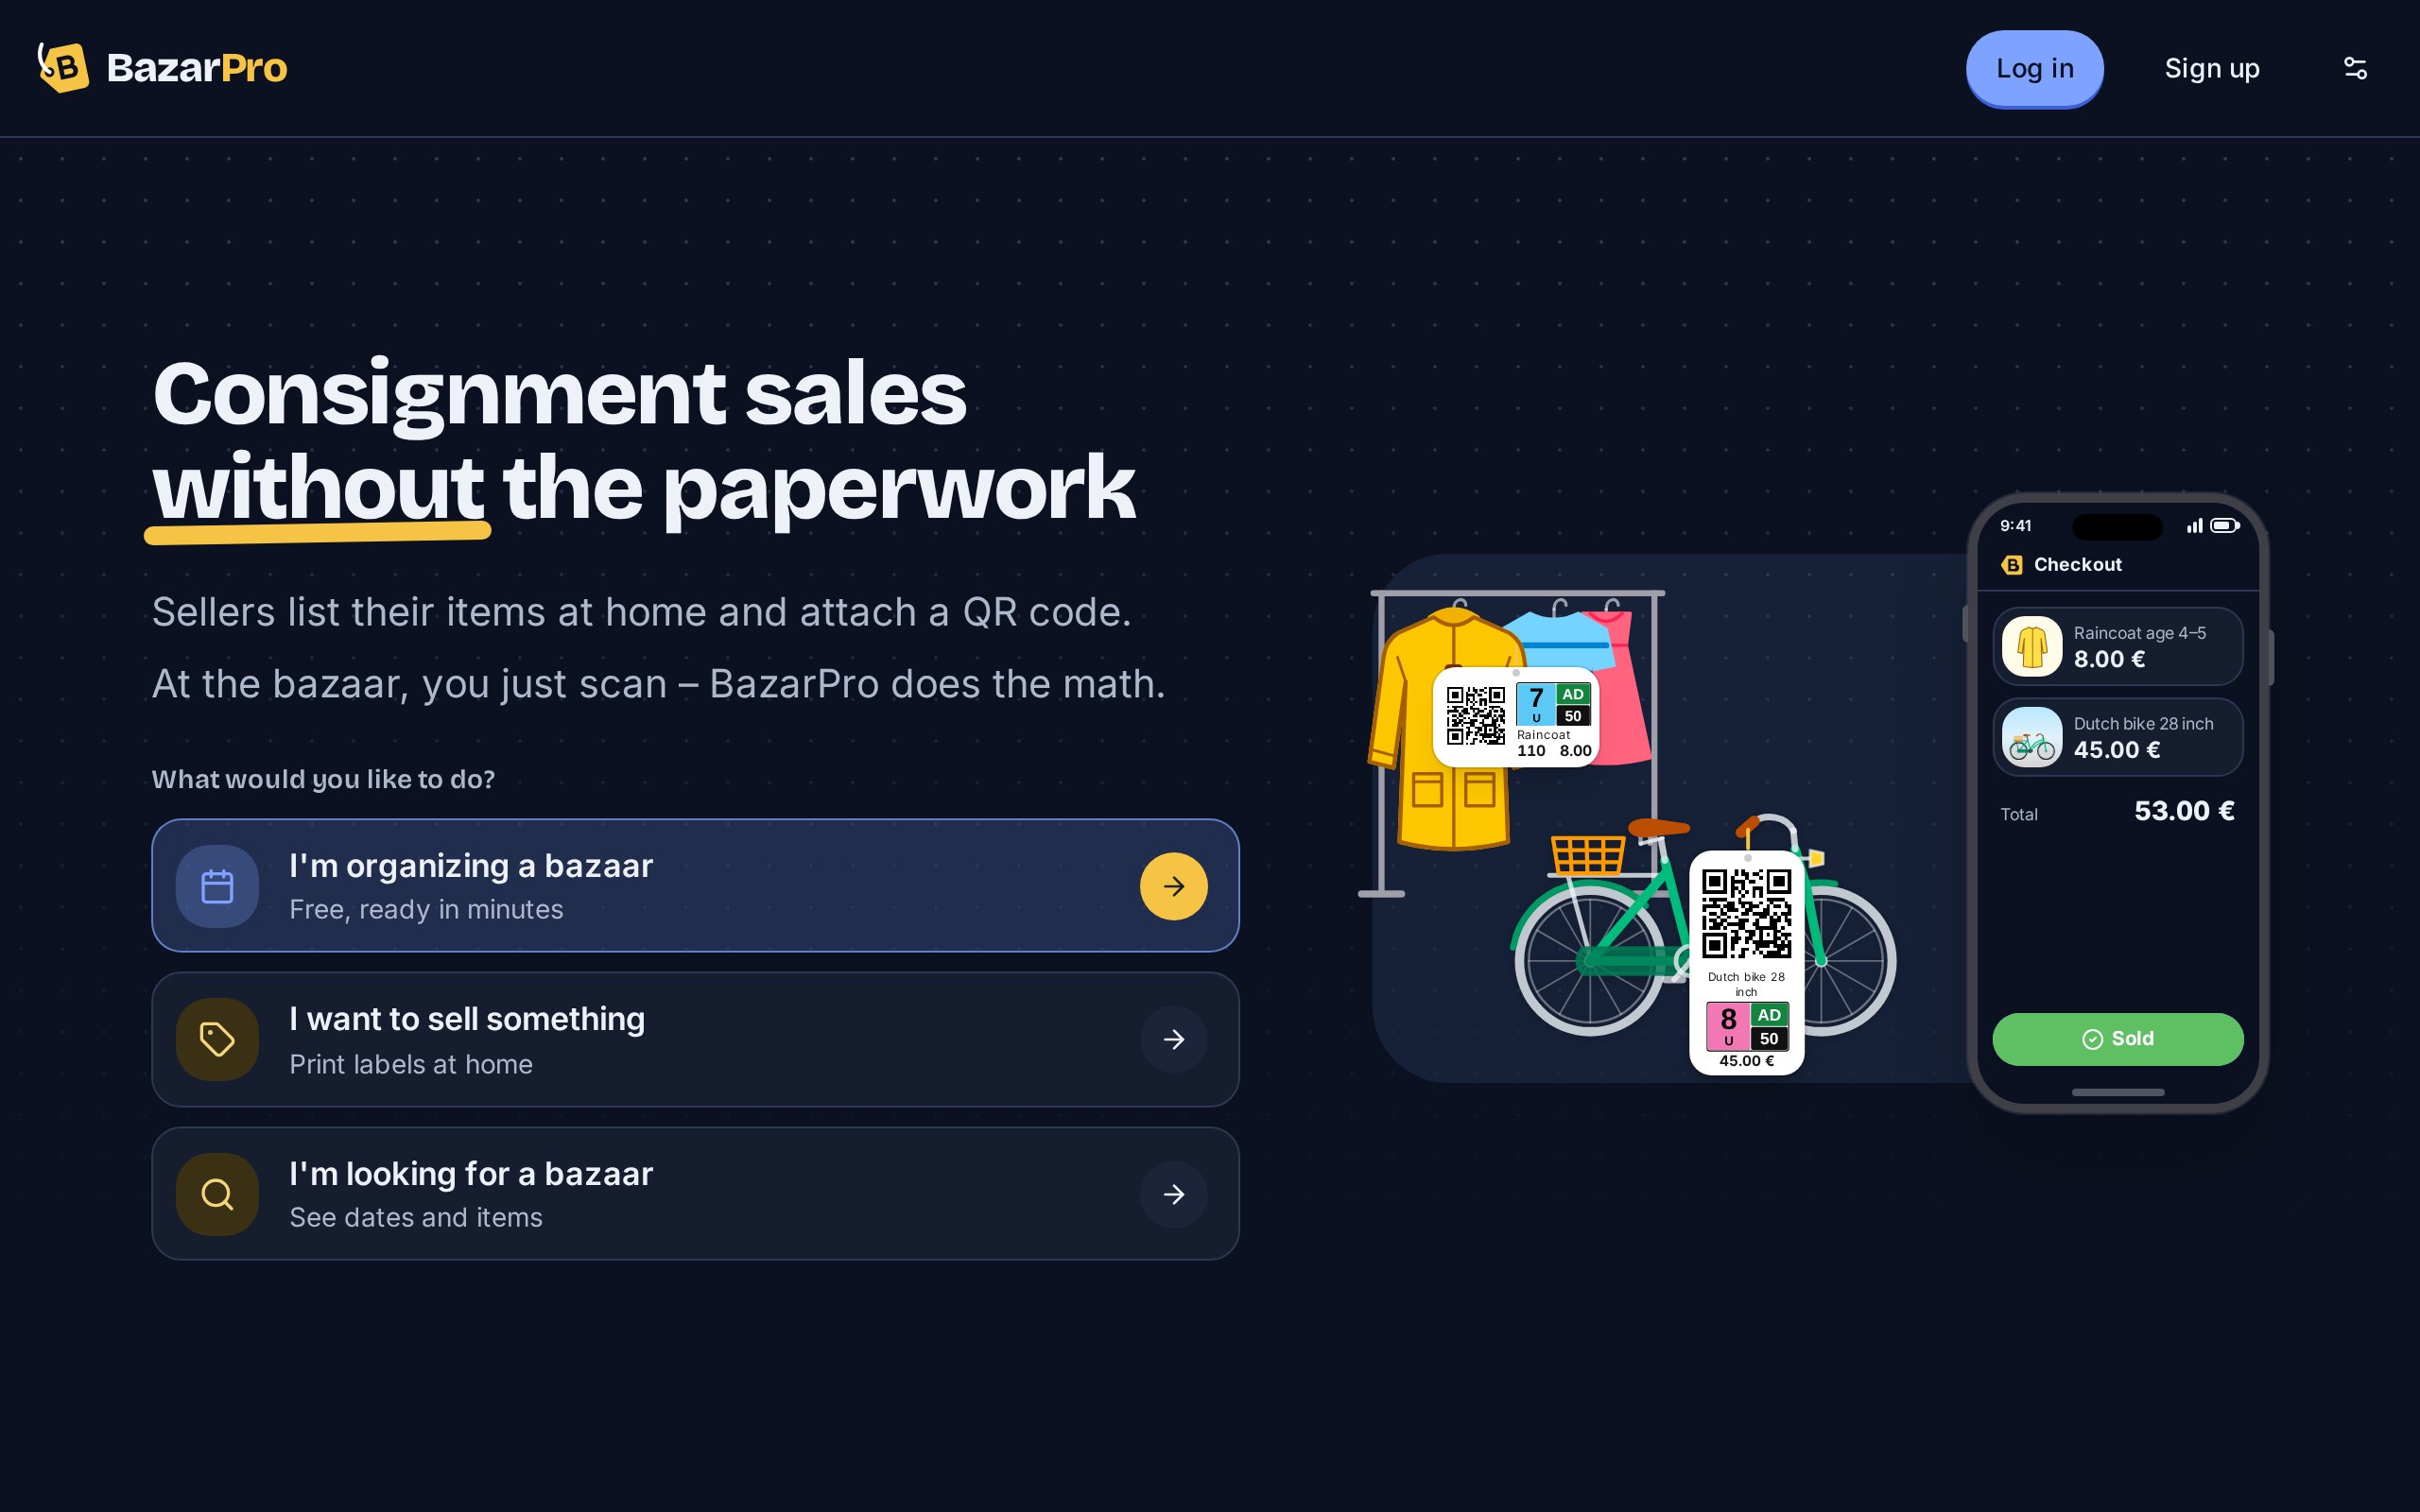 B BazarPro
Log in
Sign up
Consignment sales
without the paperwork
Sellers list their items at home and attach a QR code.
At the bazaar, you just scan – BazarPro does the math.
What would you like to do?
I'm organizing a bazaar
Free, ready in minutes
I want to sell something
Print labels at home
I'm looking for a bazaar
See dates and items
7 AD
U 50
Raincoat
110 8.00
Dutch bike 28
inch
8 AD
U 50
45.00 €
9:41
B Checkout
Raincoat age 4–5
8.00 €
Dutch bike 28 inch
45.00 €
Total 53.00 €
Sold